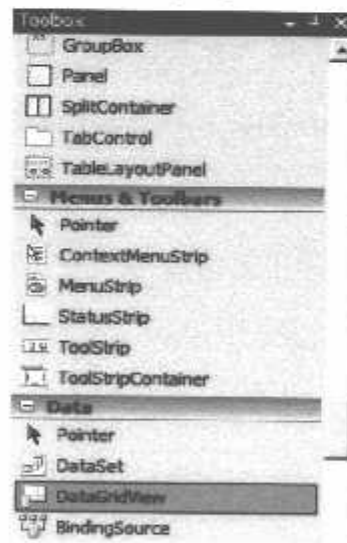 Toolbox
GroupBox
Panel
SplitContainer
TabControl
TableLayoutPanel
Menus & Toolbars
Pointer
ContextMenuStrip
MenuStrip
StatusStrip
ToolStrip
ToolStripContainer
Data
Pointer
DataSet
DataGridView
BindingSource